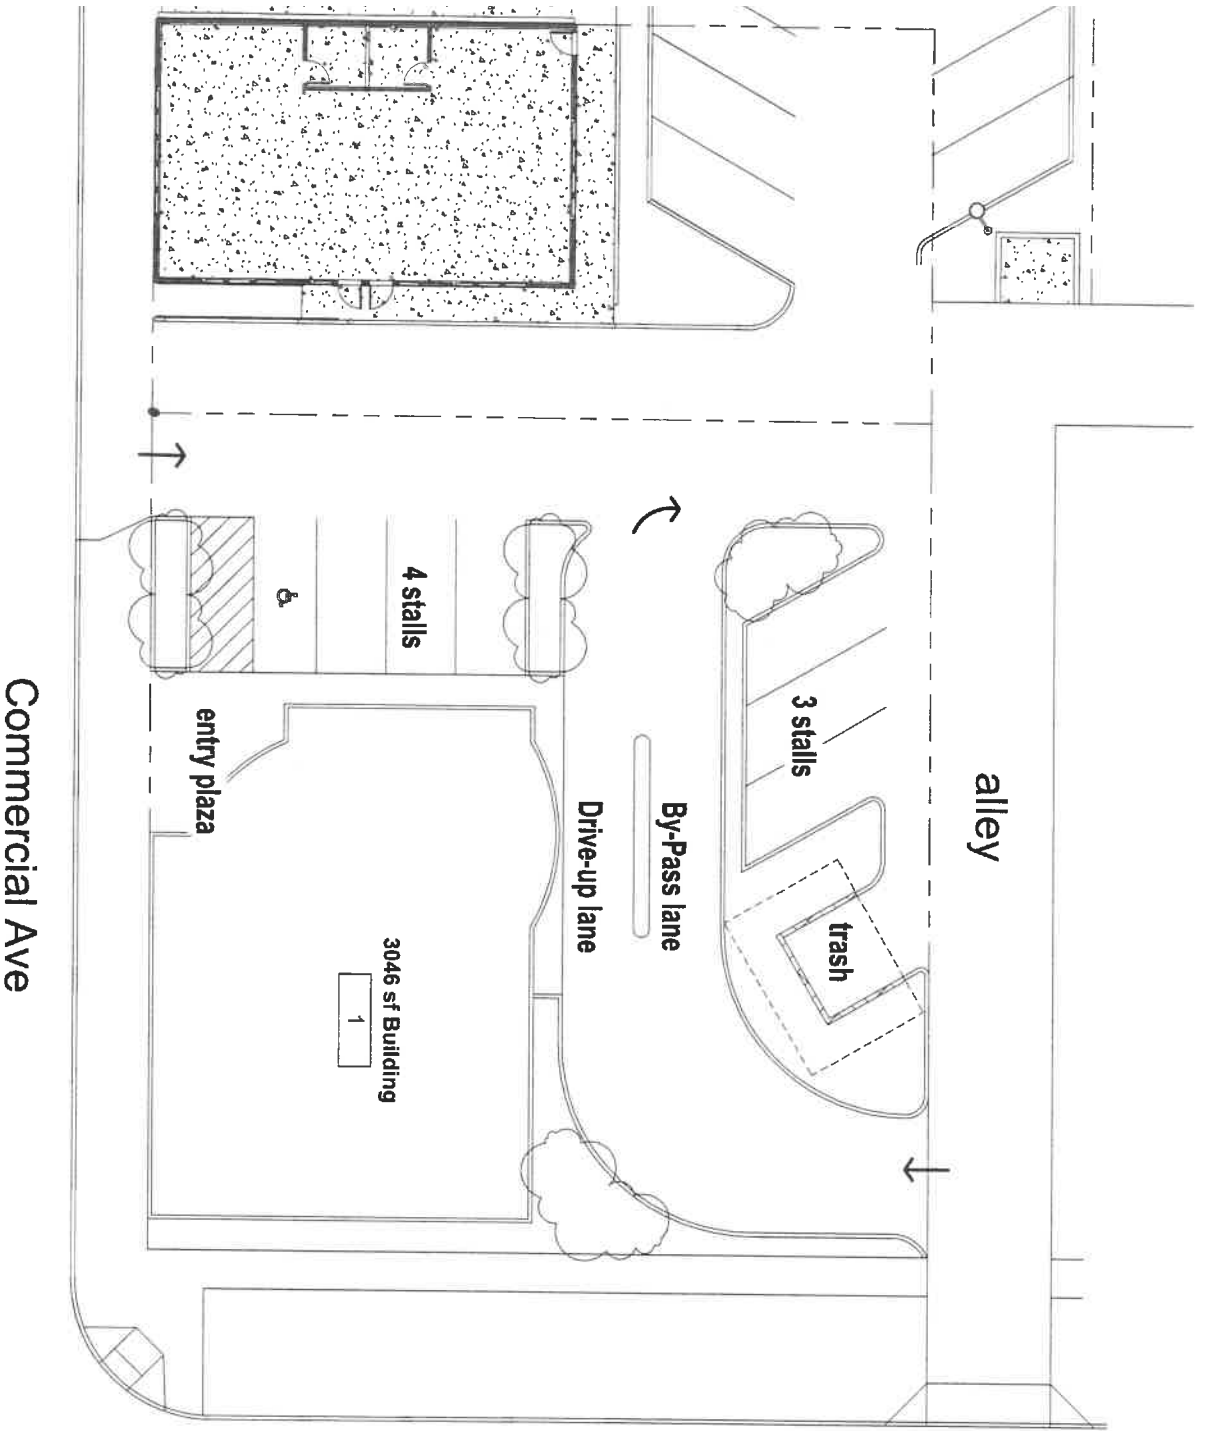 alley
3 stalls
trash
By-Pass lane
Drive-up lane
4 stalls
3046 sf Building
1
entry plaza
Commercial Ave